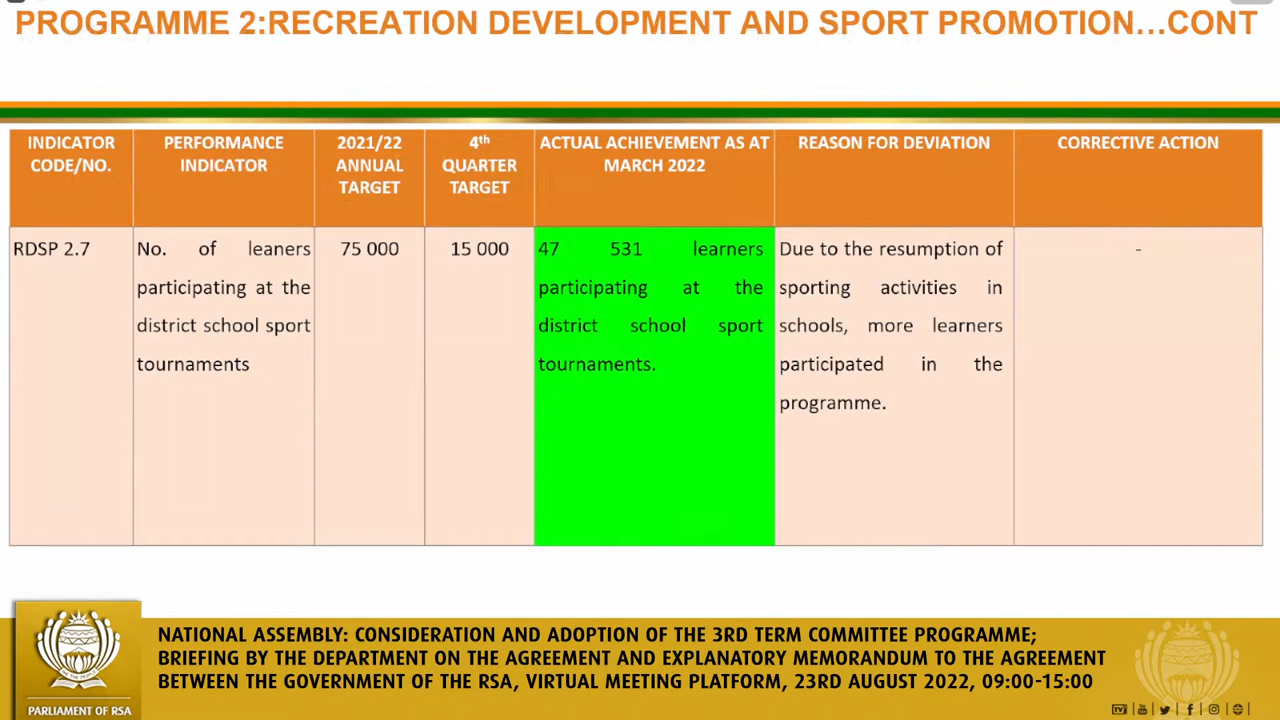 PROGRAMME 2:RECREATION DEVELOPMENT AND SPORT PROMOTION...CONT
INDICATOR CODE/NO.
PERFORMANCE INDICATOR
2021/22 ANNUAL TARGET
4th QUARTER TARGET
ACTUAL ACHIEVEMENT AS AT MARCH 2022
REASON FOR DEVIATION
CORRECTIVE ACTION
RDSP 2.7
No. of leaners
participating at the
district school sport
tournaments
75 000
15 000
47 531 learners
participating at the
district school sport
tournaments.
Due to the resumption of
sporting activities in
schools, more learners
participated in the
programme.
-
NATIONAL ASSEMBLY: CONSIDERATION AND ADOPTION OF THE 3RD TERM COMMITTEE PROGRAMME;
BRIEFING BY THE DEPARTMENT ON THE AGREEMENT AND EXPLANATORY MEMORANDUM TO THE AGREEMENT
BETWEEN THE GOVERNMENT OF THE RSA, VIRTUAL MEETING PLATFORM, 23RD AUGUST 2022, 09:00-15:00
PARLIAMENT OF RSA